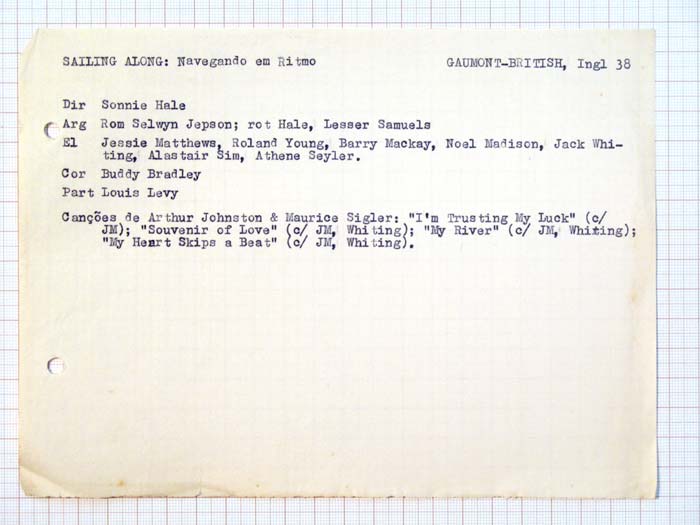 SAILING ALONG: Navegando em Ritmo GAUMONT-BRITISH, Ingl 38
Dir Sonnie Hale
Arg Rom Selwyn Jepson; rot Hale, Lesser Samuels
El Jessie Matthews, Roland Young, Barry Mackay, Noel Madison, Jack Whi-
ting, Alastair Sim, Athene Seyler.
Cor Buddy Bradley
Part Louis Levy
Canções de Arthur Johnston & Maurice Sigler: "I'm Trusting My Luck" (c/
JM); "Souvenir of Love" (c/ JM, Whiting); "My River" (c/ JM, Whiting);
"My Heart Skips a Beat" (c/ JM, Whiting).